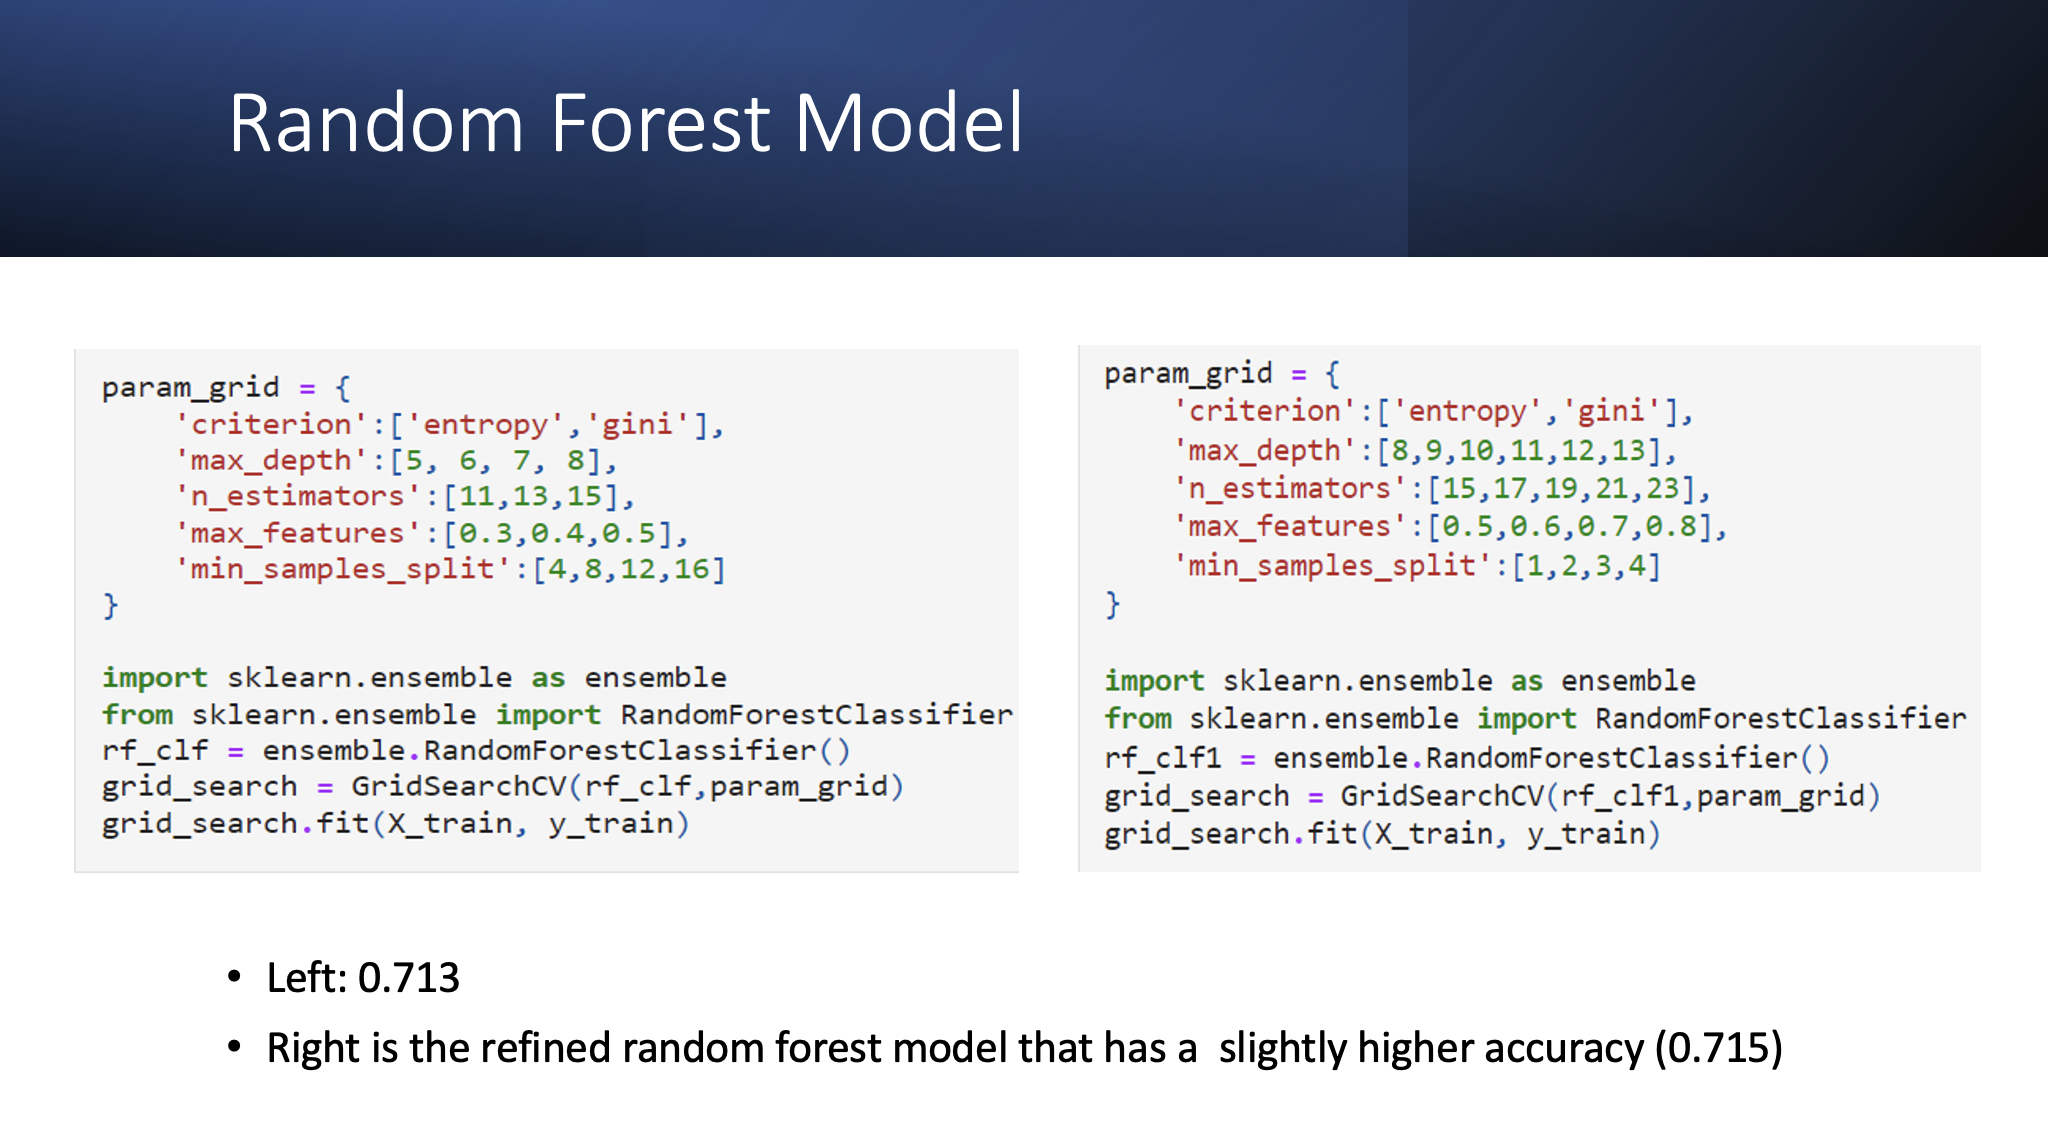 Random Forest Model
param_grid = {
    'criterion':['entropy','gini'],
    'max_depth':[5, 6, 7, 8],
    'n_estimators':[11,13,15],
    'max_features':[0.3,0.4,0.5],
    'min_samples_split':[4,8,12,16]
}
import sklearn.ensemble as ensemble
from sklearn.ensemble import RandomForestClassifier
rf_clf = ensemble.RandomForestClassifier()
grid_search = GridSearchCV(rf_clf,param_grid)
grid_search.fit(X_train, y_train)
param_grid = {
    'criterion':['entropy','gini'],
    'max_depth':[8,9,10,11,12,13],
    'n_estimators':[15,17,19,21,23],
    'max_features':[0.5,0.6,0.7,0.8],
    'min_samples_split':[1,2,3,4]
}
import sklearn.ensemble as ensemble
from sklearn.ensemble import RandomForestClassifier
rf_clf1 = ensemble.RandomForestClassifier()
grid_search = GridSearchCV(rf_clf1,param_grid)
grid_search.fit(X_train, y_train)
• Left: 0.713
• Right is the refined random forest model that has a  slightly higher accuracy (0.715)